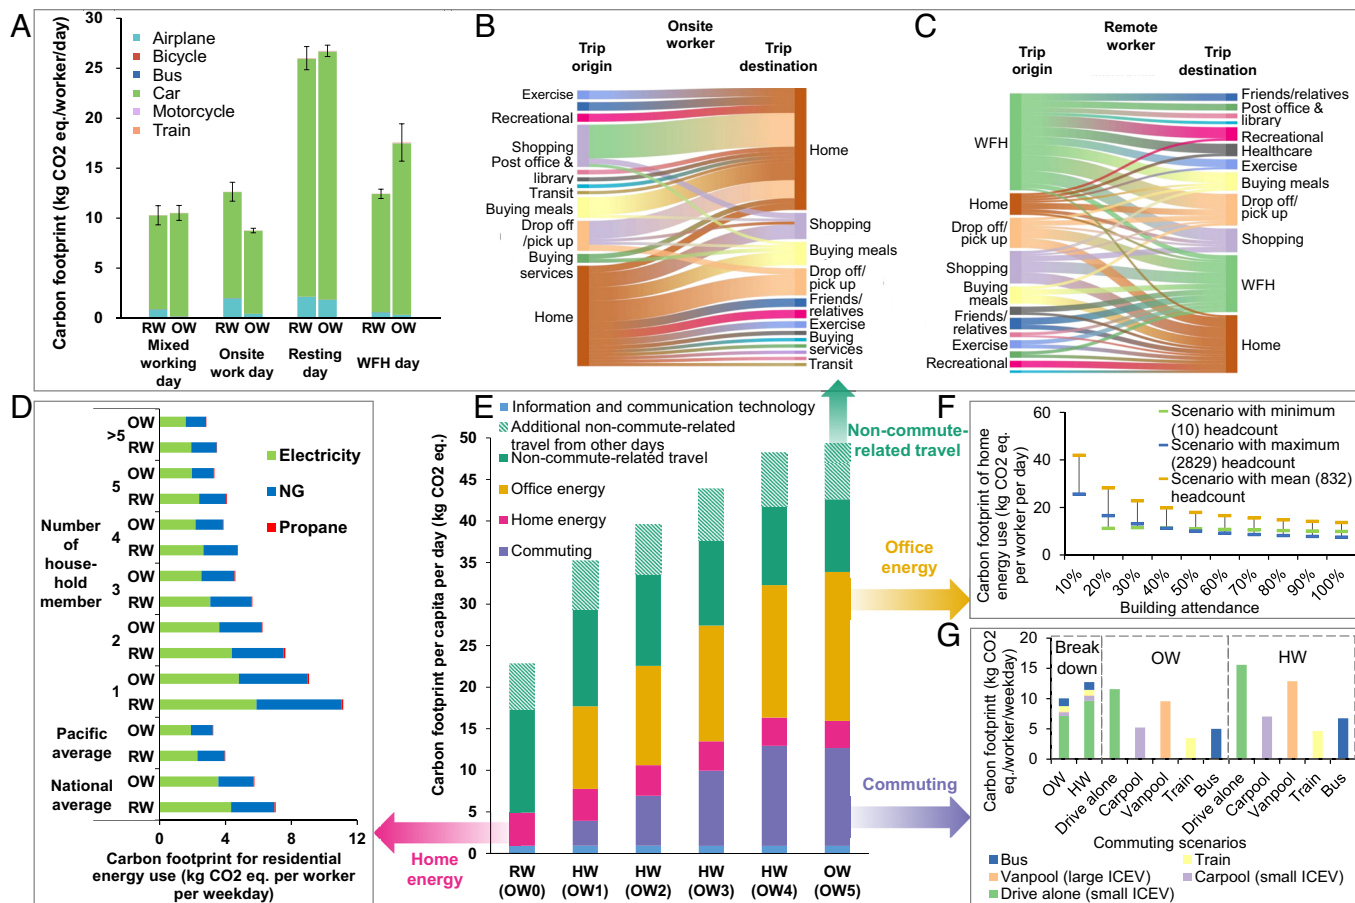 A
Carbon footprint (kg CO2 eq./worker/day)
30
25
20
15
10
5
0
Airplane
Bicycle
Bus
Car
Motorcycle
Train
RW OW RW OW RW OW RW OW
Mixed working day
Onsite work day
Resting day
WFH day
B
Onsite worker
Trip origin
Trip destination
Exercise
Recreational
Shopping
Post office &
library
Transit
Buying meals
Drop off
/pick up
Buying
services
Home
Home
Shopping
Buying meals
Drop off/
pick up
Friends/
relatives
Exercise
Buying
services
Transit
C
Remote worker
Trip origin
Trip destination
WFH
Home
Drop off/
pick up
Shopping
Buying
meals
Friends/
relatives
Exercise
Recreational
Friends/relatives
Post office &
library
Recreational
Healthcare
Exercise
Buying meals
Drop off/
pick up
Shopping
WFH
Home
D
Number
of
house-
hold
member
>5
OW
RW
5
OW
RW
4
OW
RW
3
OW
RW
2
OW
RW
1
OW
RW
Pacific
average
OW
RW
National
average
OW
RW
Electricity
NG
Propane
0 4 8 12
Carbon footprint for residential
energy use (kg CO2 eq. per worker
per weekday)
Home
energy
E
Information and communication technology
Additional non-commute-related
travel from other days
Non-commute-related travel
Office energy
Home energy
Commuting
Carbon footprint per capita per day (kg CO2 eq.)
50
45
40
35
30
25
20
15
10
5
0
RW
(OW0)
HW
(OW1)
HW
(OW2)
HW
(OW3)
HW
(OW4)
OW
(OW5)
Non-commute-
related travel
Office
energy
Commuting
F
Carbon footprint of home
energy use (kg CO2 eq.
per worker per day)
60
40
20
0
Scenario with minimum
(10) headcount
Scenario with maximum
(2829) headcount
Scenario with mean (832)
headcount
10% 20% 30% 40% 50% 60% 70% 80% 90% 100%
Building attendance
G
Carbon footprintt (kg CO2
eq./worker/weekday)
20
15
10
5
0
Break
down
OW
HW
OW
HW
Drive alone
Carpool
Vanpool
Train
Bus
Drive alone
Carpool
Vanpool
Train
Bus
Commuting scenarios
Bus
Train
Vanpool (large ICEV)
Carpool (small ICEV)
Drive alone (small ICEV)